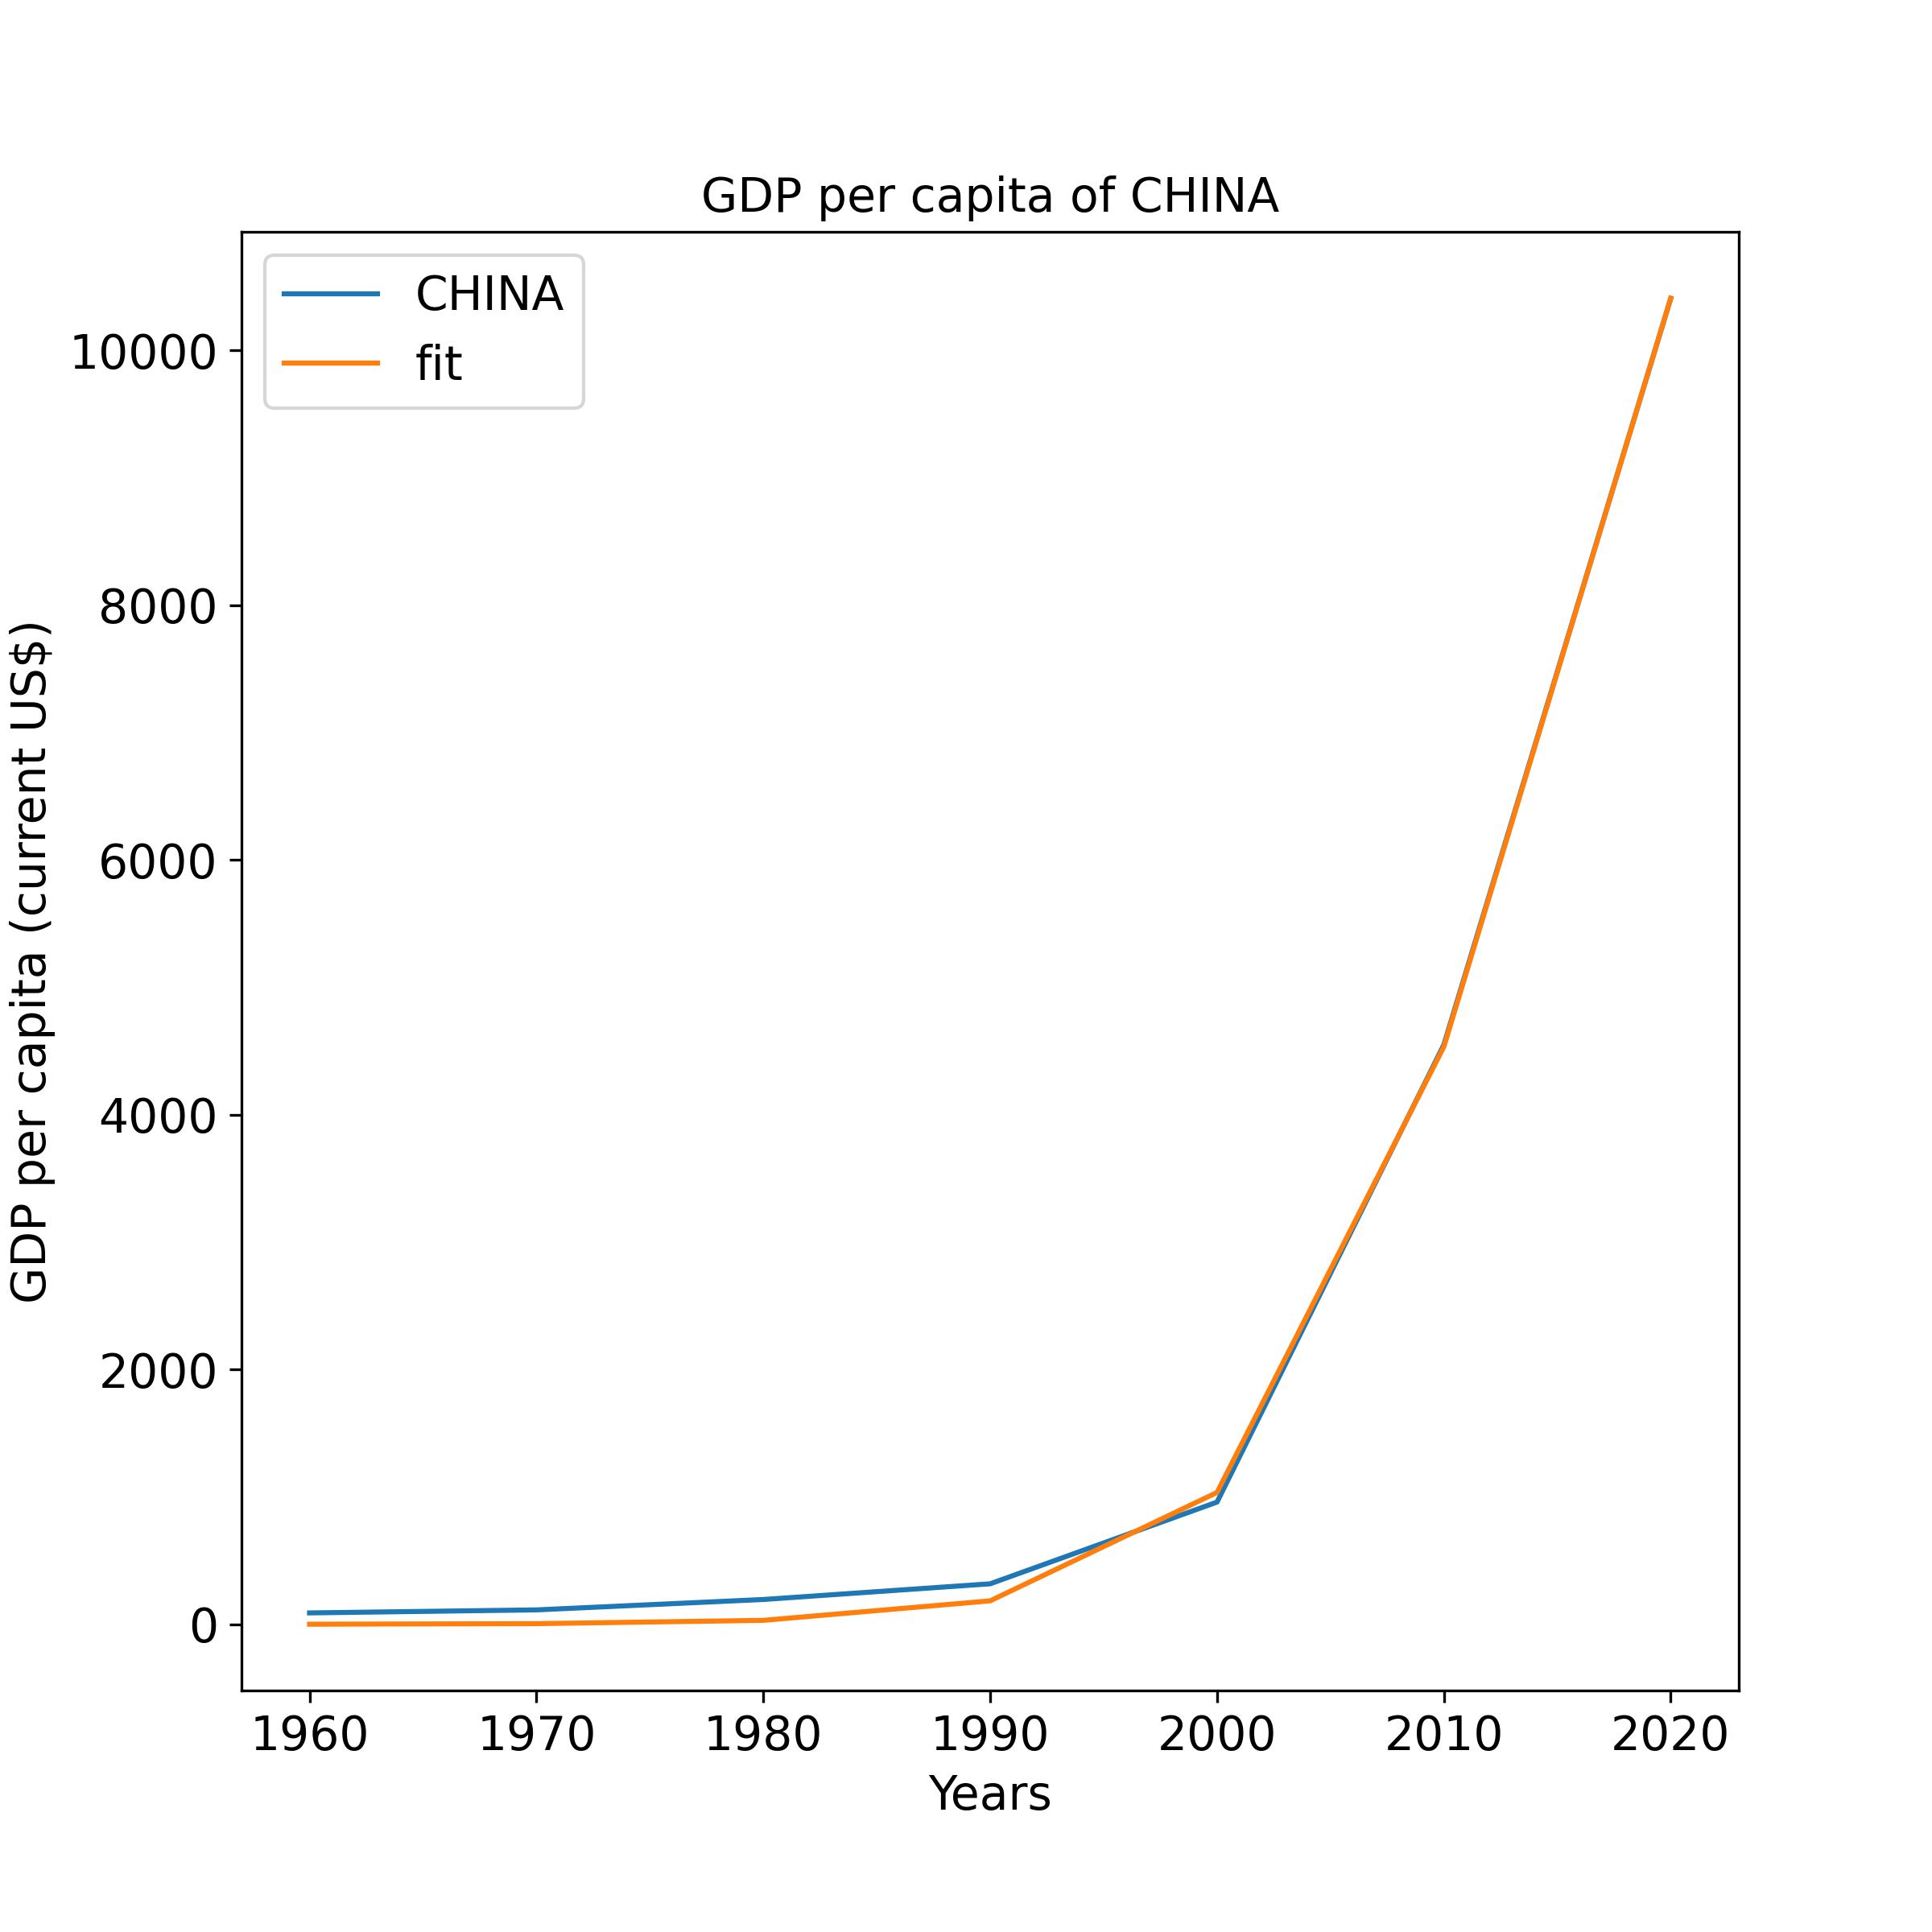 GDP per capita of CHINA
CHINA
fit
10000
8000
6000
4000
2000
0
GDP per capita (current US$)
1960 1970 1980 1990 2000 2010 2020
Years